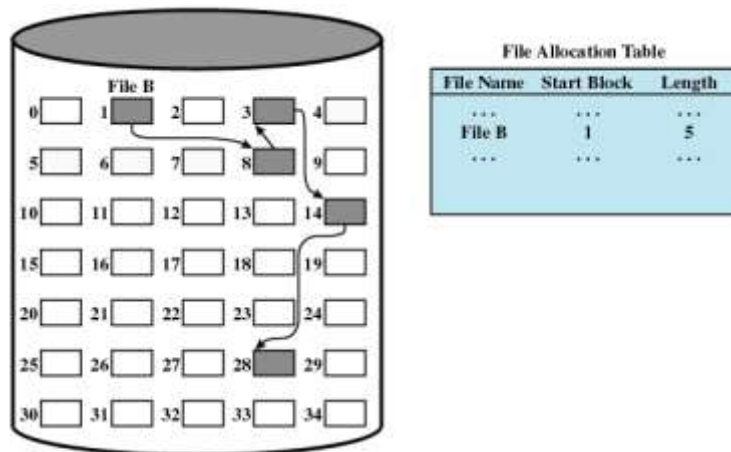 File Allocation Table
File Name Start Block Length
... ... ...
File B 1 5
... ... ...
File B
0 1 2 3 4
5 6 7 8 9
10 11 12 13 14
15 16 17 18 19
20 21 22 23 24
25 26 27 28 29
30 31 32 33 34